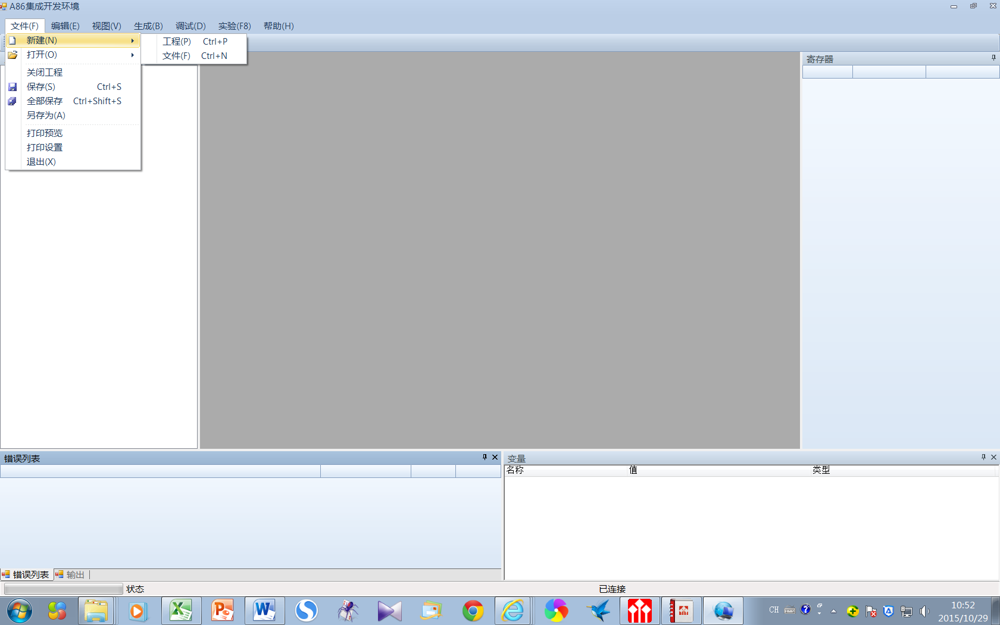 A86集成开发环境
文件(F) 编辑(E) 视图(V) 生成(B) 调试(D) 实验(F8) 帮助(H)
新建(N)
工程(P) Ctrl+P
打开(O)
文件(F) Ctrl+N
关闭工程
保存(S) Ctrl+S
全部保存 Ctrl+Shift+S
另存为(A)
打印预览
打印设置
退出(X)
寄存器
错误列表
变量
名称 值 类型
错误列表 输出
状态 已连接
CH
10:52
2015/10/29